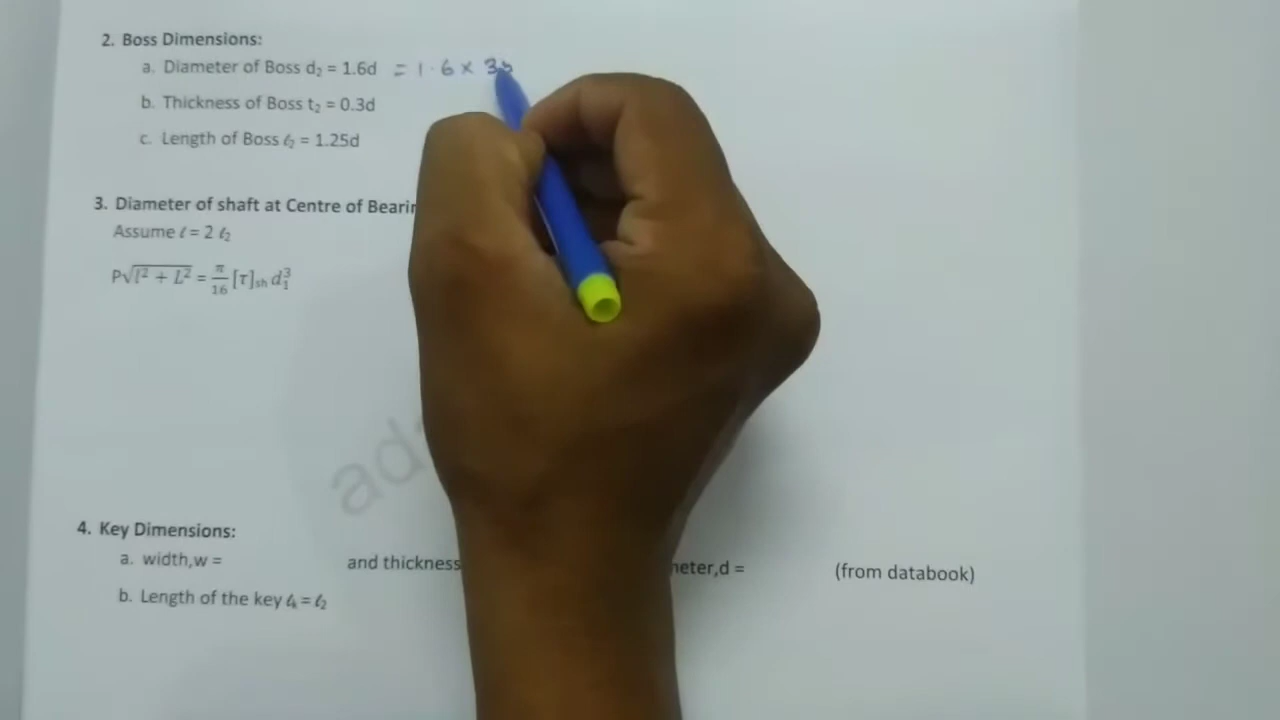 2. Boss Dimensions:
a. Diameter of Boss d₂ = 1.6d = 1.6 × 3
b. Thickness of Boss t₂ = 0.3d
c. Length of Boss ℓ₂ = 1.25d
3. Diameter of shaft at Centre of
Assume ℓ = 2 ℓ₂
P√(l² + L²) = π/16 [τ]sh d₁³
4. Key Dimensions:
a. width,w = and thickness d = (from databook)
b. Length of the key ℓ₄ = ℓ₂